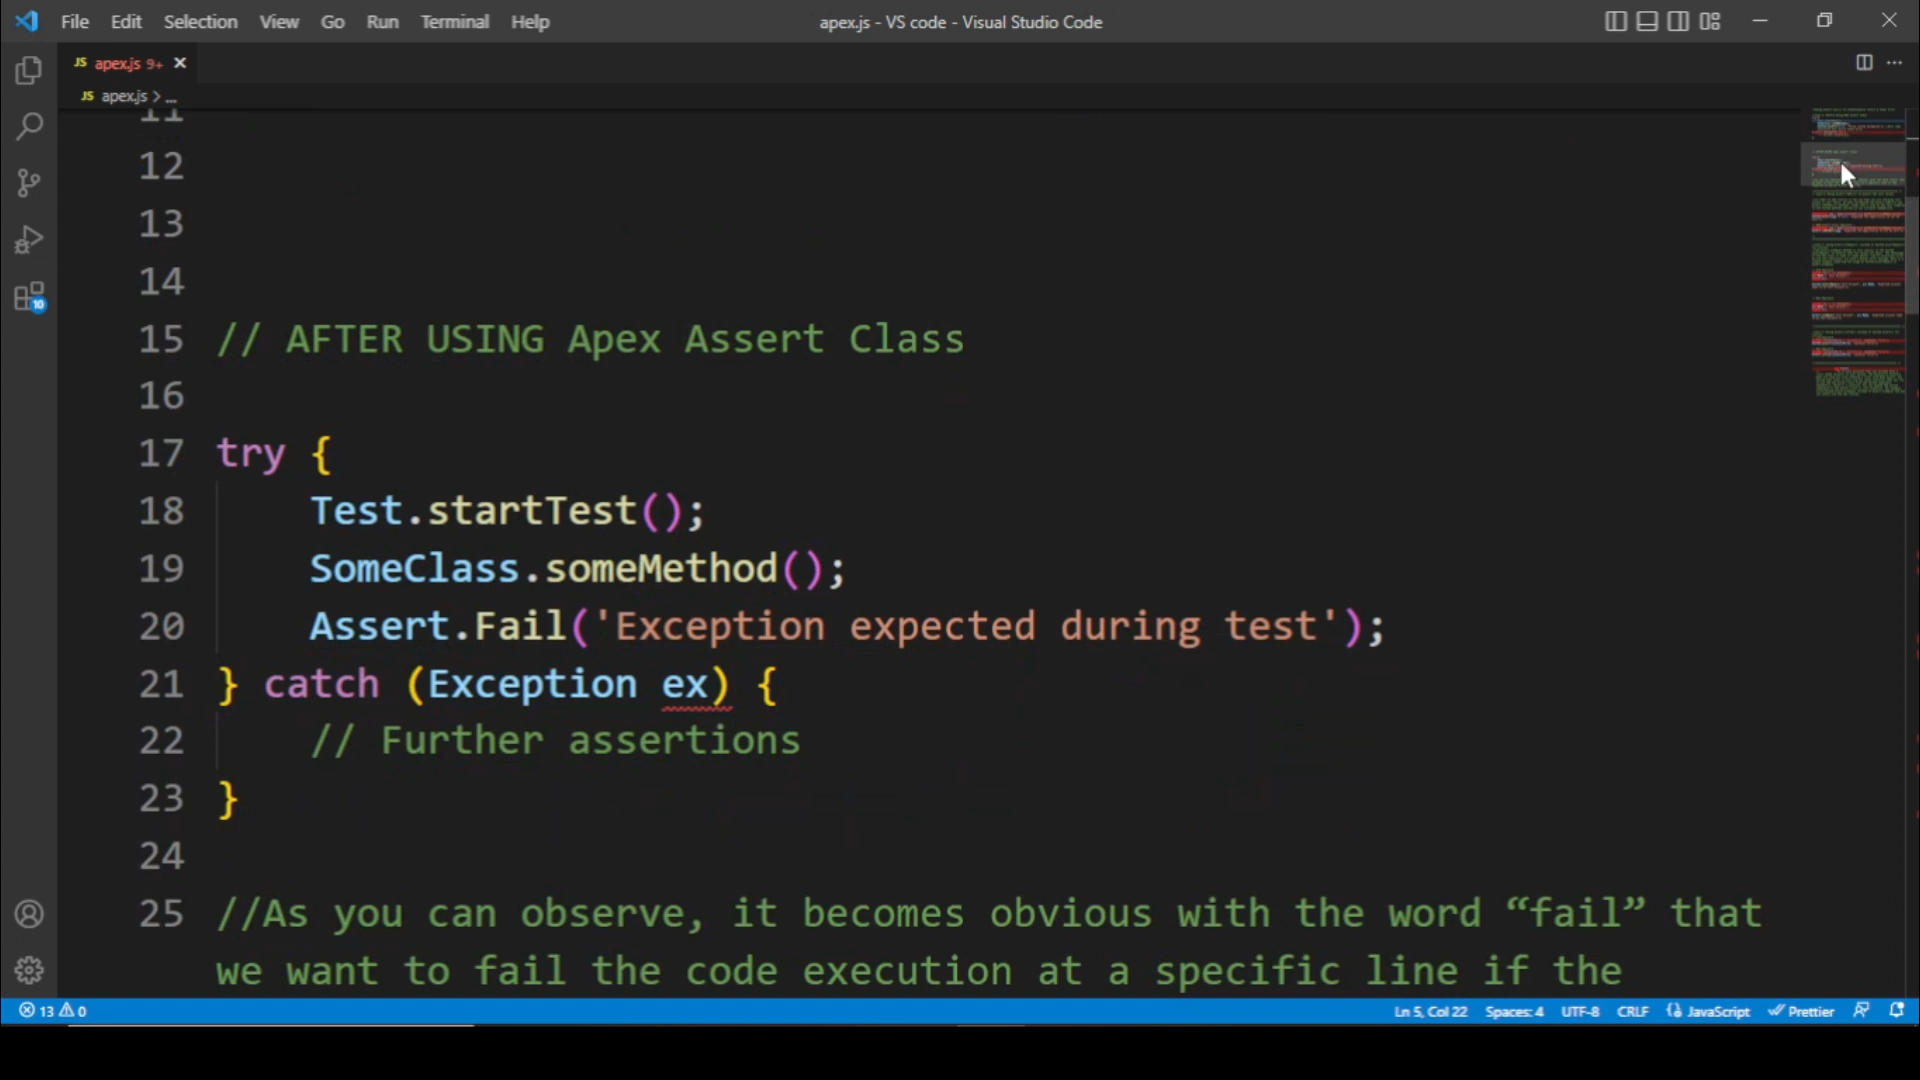 File Edit Selection View Go Run Terminal Help apex.js - VS code - Visual Studio Code
JS apex.js 9+
JS apex.js > ...
11
12
13
14
15 // AFTER USING Apex Assert Class
16
17 try {
18 Test.startTest();
19 SomeClass.someMethod();
20 Assert.Fail('Exception expected during test');
21 } catch (Exception ex) {
22 // Further assertions
23 }
24
25 //As you can observe, it becomes obvious with the word “fail” that
we want to fail the code execution at a specific line if the
10
13 0 Ln 5, Col 22 Spaces: 4 UTF-8 CRLF JavaScript Prettier